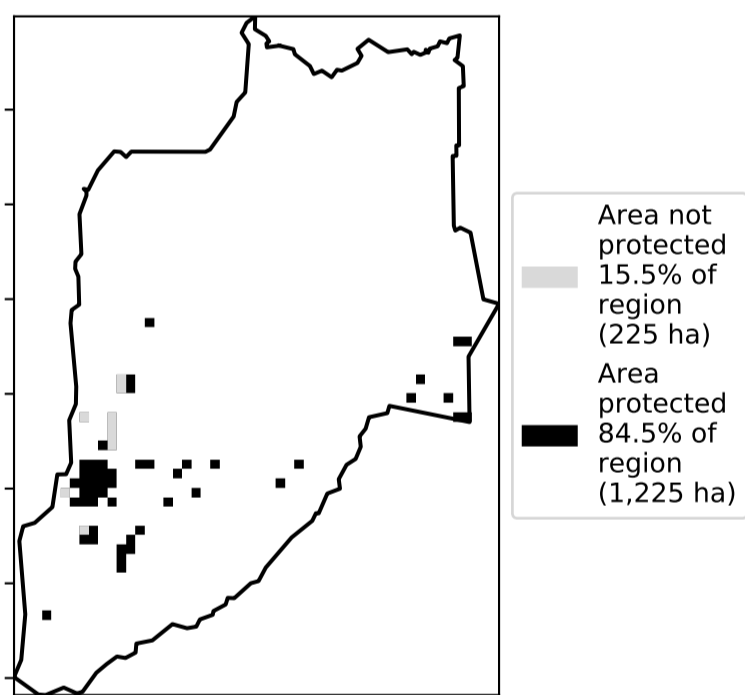 Area not
protected
15.5% of
region
(225 ha)
Area
protected
84.5% of
region
(1,225 ha)